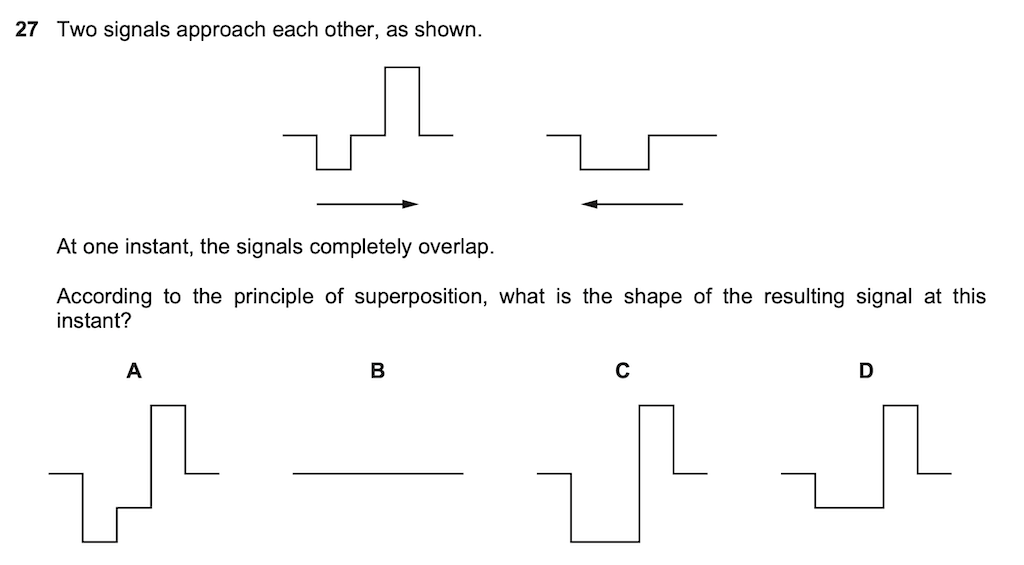 27 Two signals approach each other, as shown.
At one instant, the signals completely overlap.
According to the principle of superposition, what is the shape of the resulting signal at this
instant?
A B C D